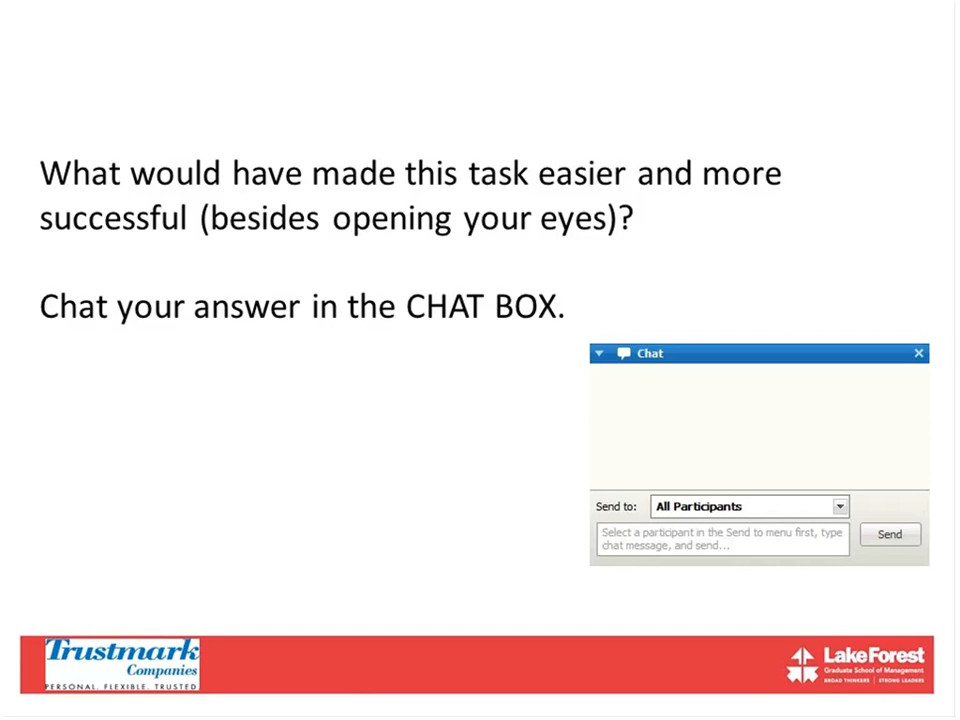 What would have made this task easier and more
successful (besides opening your eyes)?
Chat your answer in the CHAT BOX.
Chat
Send to: All Participants
Select a participant in the Send to menu first, type
chat message, and send...
Send
Trustmark
Companies
PERSONAL. FLEXIBLE. TRUSTED
Lake Forest
Graduate School of Management
BROAD THINKERS | STRONG LEADERS